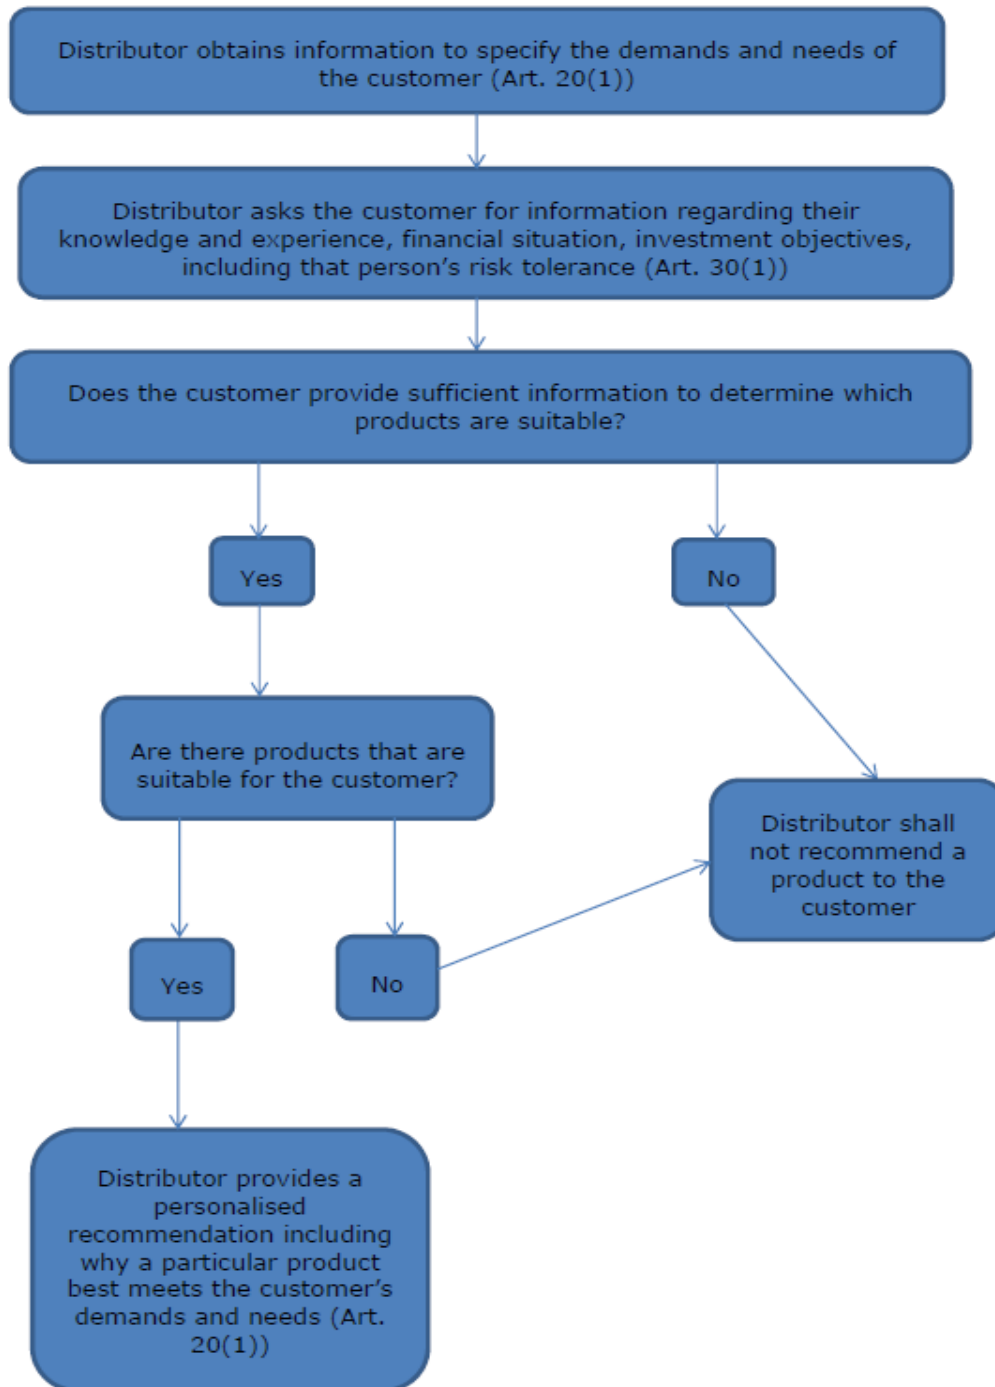 Distributor obtains information to specify the demands and needs of
the customer (Art. 20(1))
Distributor asks the customer for information regarding their
knowledge and experience, financial situation, investment objectives,
including that person's risk tolerance (Art. 30(1))
Does the customer provide sufficient information to determine which
products are suitable?
Yes
No
Are there products that are
suitable for the customer?
Distributor shall
not recommend a
product to the
customer
Yes
No
Distributor provides a
personalised
recommendation including
why a particular product
best meets the customer's
demands and needs (Art.
20(1))